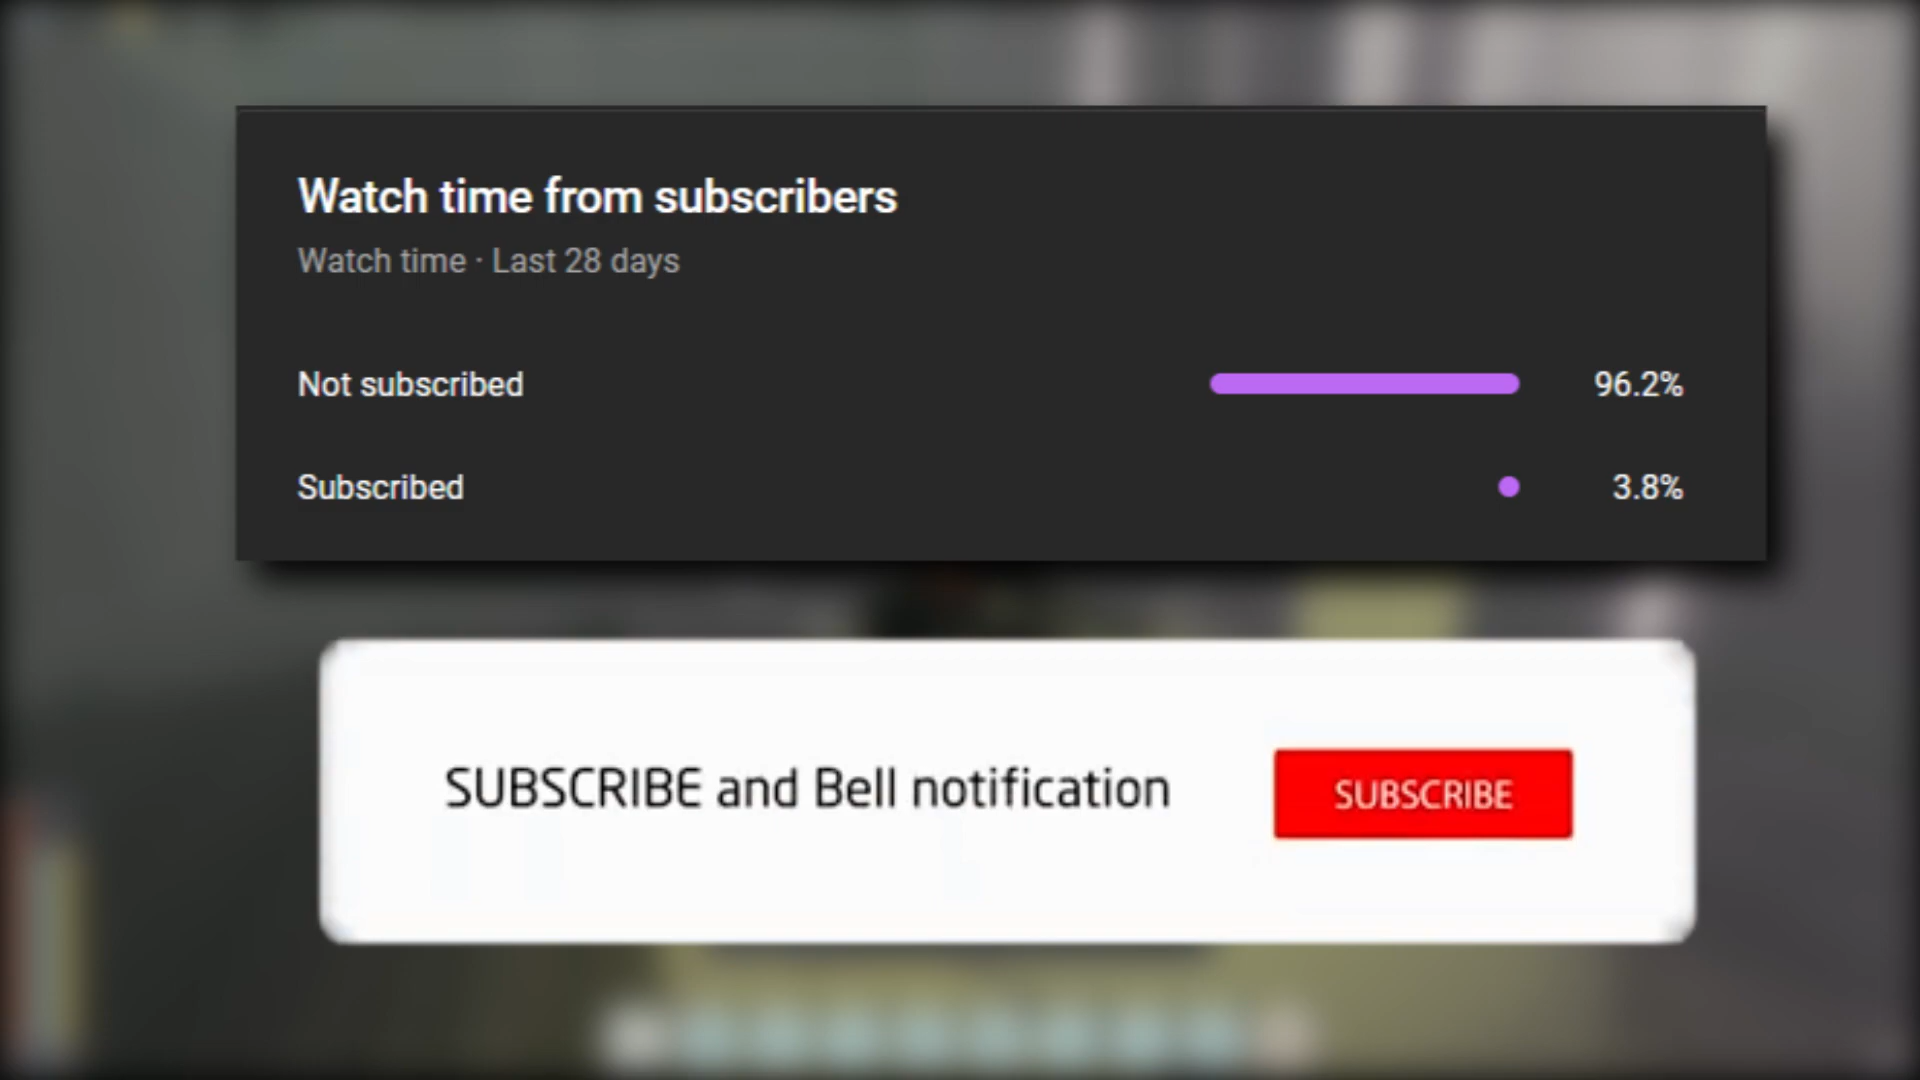 Watch time from subscribers
Watch time · Last 28 days
Not subscribed 96.2%
Subscribed 3.8%
SUBSCRIBE and Bell notification SUBSCRIBE